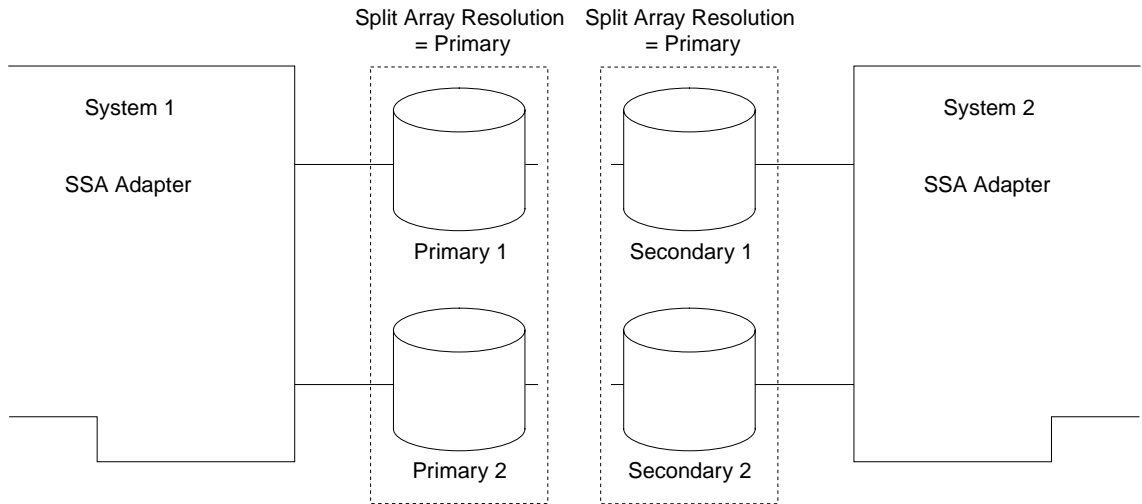 Split Array Resolution
= Primary
Split Array Resolution
= Primary
System 1
SSA Adapter
System 2
SSA Adapter
Primary 1
Secondary 1
Primary 2
Secondary 2